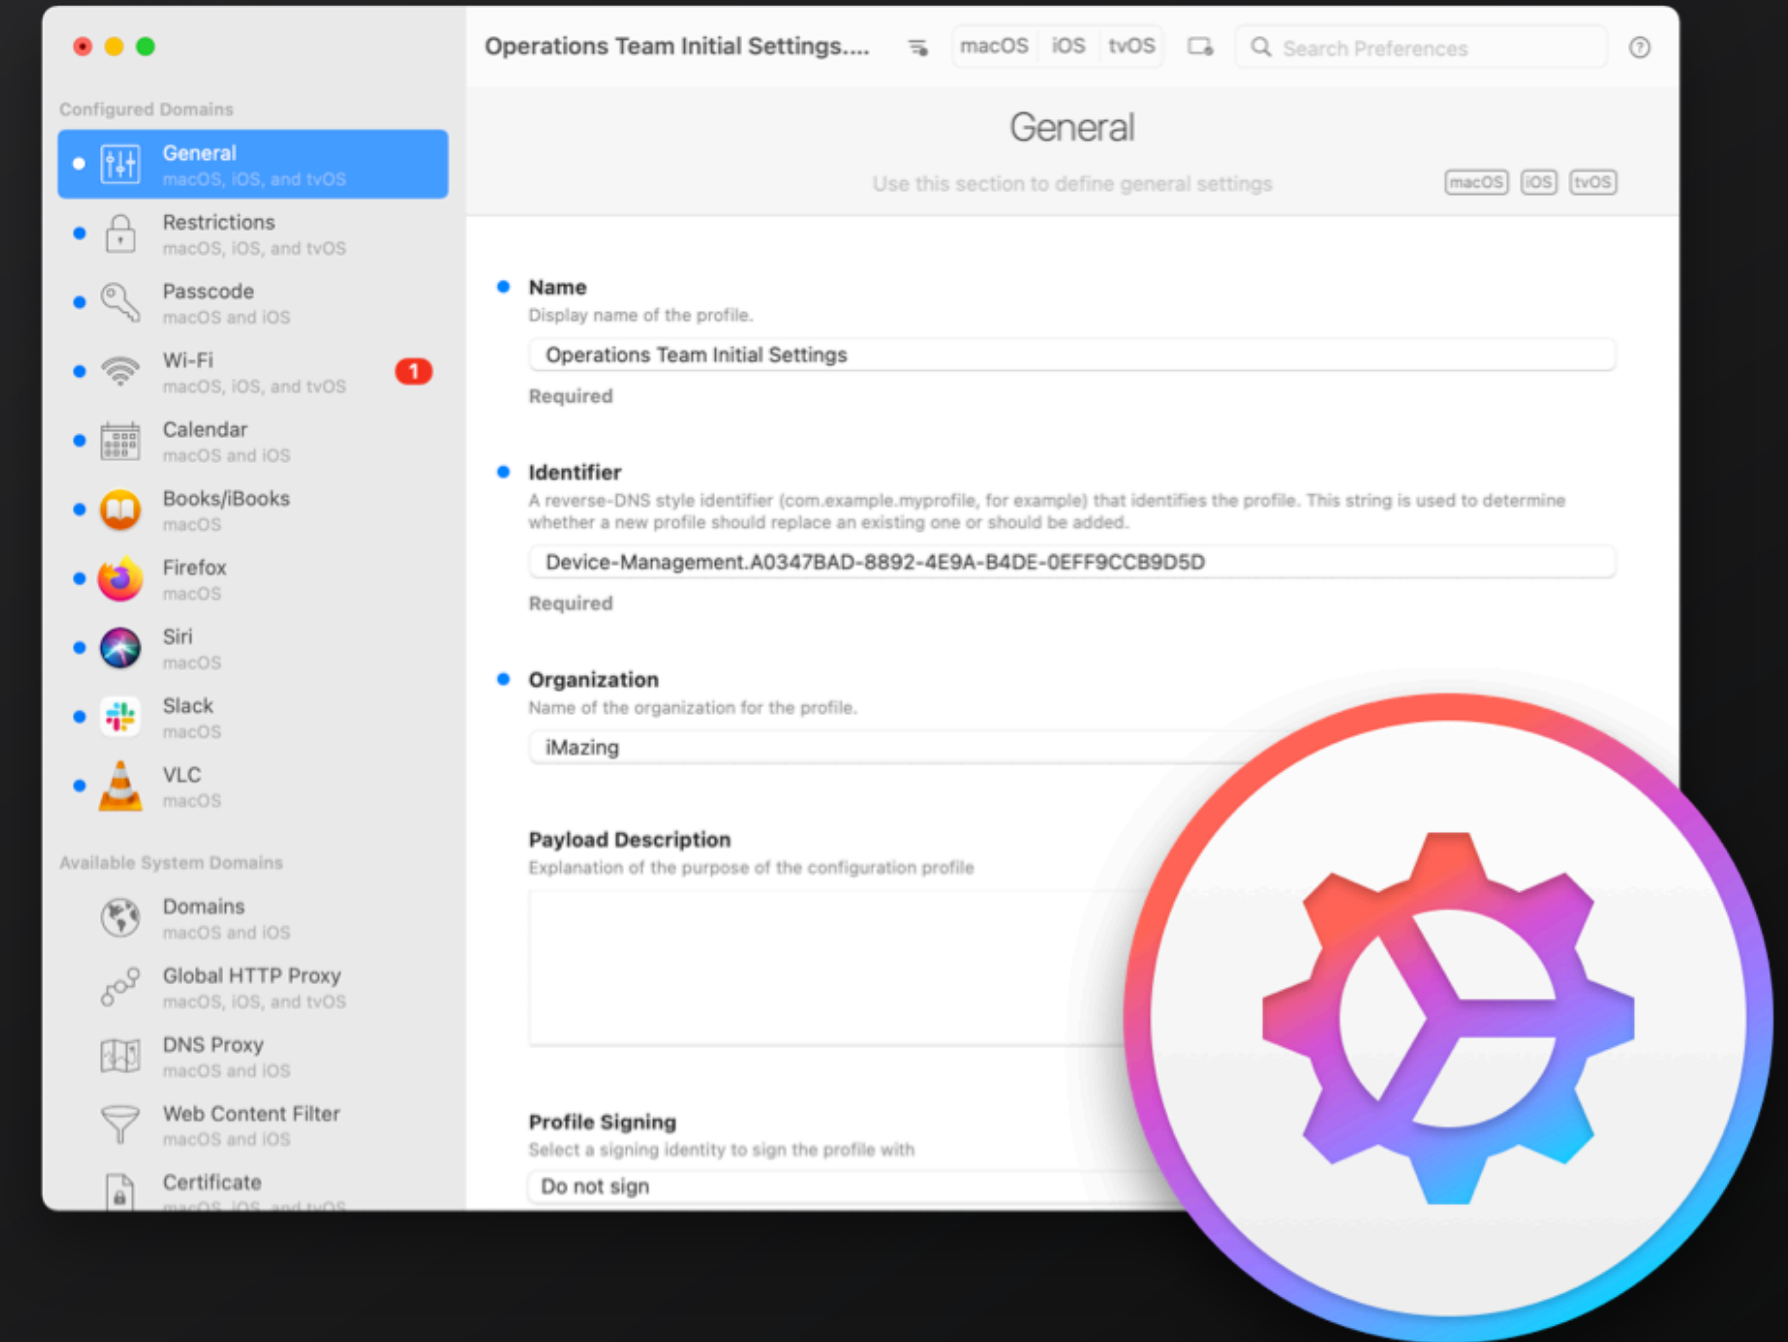 Operations Team Initial Settings....
macOS
iOS
tvOS
Search Preferences
Configured Domains
General
macOS, iOS, and tvOS
Restrictions
macOS, iOS, and tvOS
Passcode
macOS and iOS
Wi-Fi
macOS, iOS, and tvOS
1
Calendar
macOS and iOS
Books/iBooks
macOS
Firefox
macOS
Siri
macOS
Slack
macOS
VLC
macOS
Available System Domains
Domains
macOS and iOS
Global HTTP Proxy
macOS, iOS, and tvOS
DNS Proxy
macOS and iOS
Web Content Filter
macOS and iOS
Certificate
macOS, iOS, and tvOS
General
Use this section to define general settings
macOS
iOS
tvOS
Name
Display name of the profile.
Operations Team Initial Settings
Required
Identifier
A reverse-DNS style identifier (com.example.myprofile, for example) that identifies the profile. This string is used to determine
whether a new profile should replace an existing one or should be added.
Device-Management.A0347BAD-8892-4E9A-B4DE-0EFF9CCB9D5D
Required
Organization
Name of the organization for the profile.
iMazing
Payload Description
Explanation of the purpose of the configuration profile
Profile Signing
Select a signing identity to sign the profile with
Do not sign